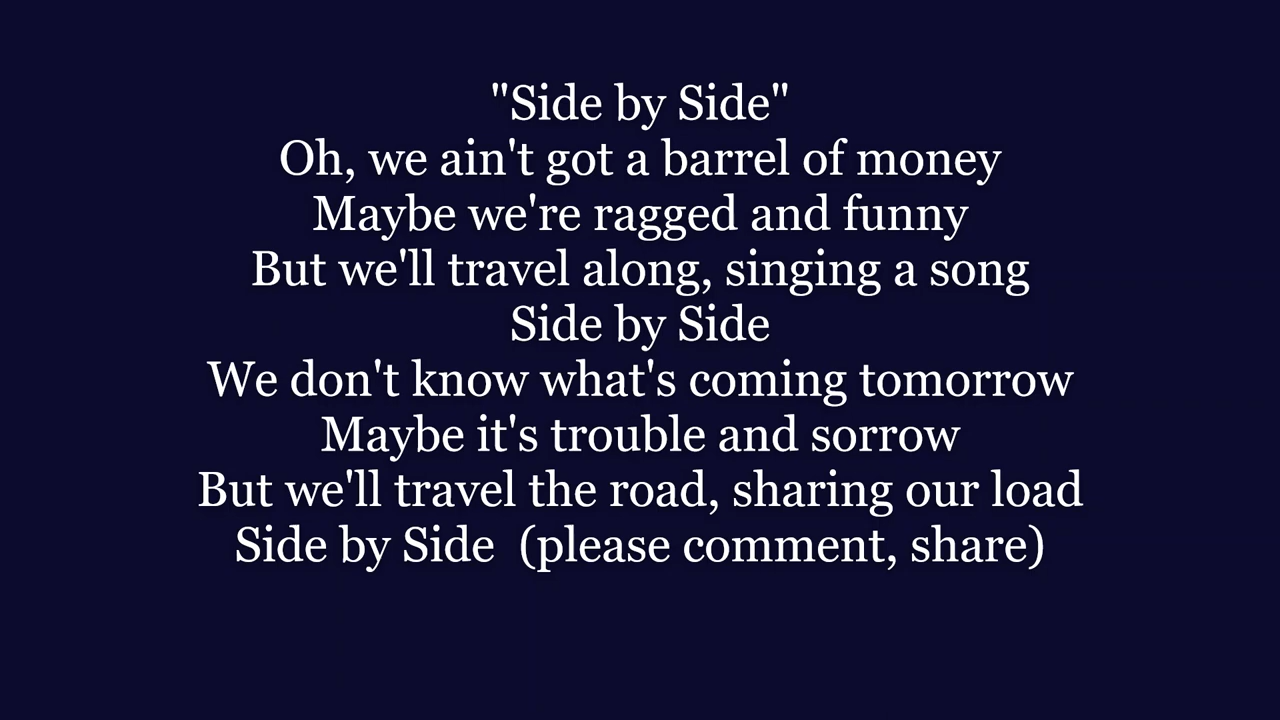 "Side by Side"
Oh, we ain't got a barrel of money
Maybe we're ragged and funny
But we'll travel along, singing a song
Side by Side
We don't know what's coming tomorrow
Maybe it's trouble and sorrow
But we'll travel the road, sharing our load
Side by Side  (please comment, share)